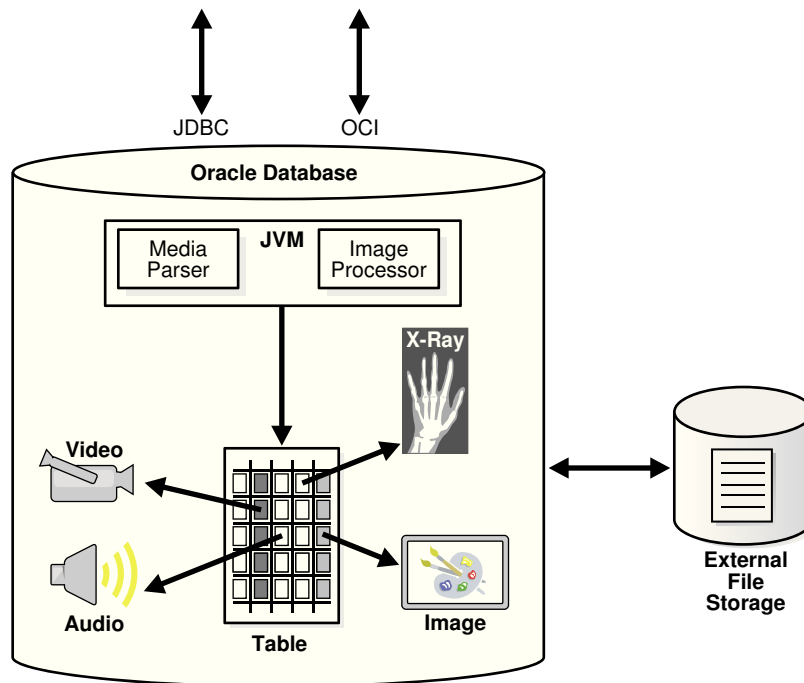 JDBC
OCI
Oracle Database
JVM
Media
Parser
Image
Processor
X-Ray
Video
Audio
Table
Image
External
File
Storage